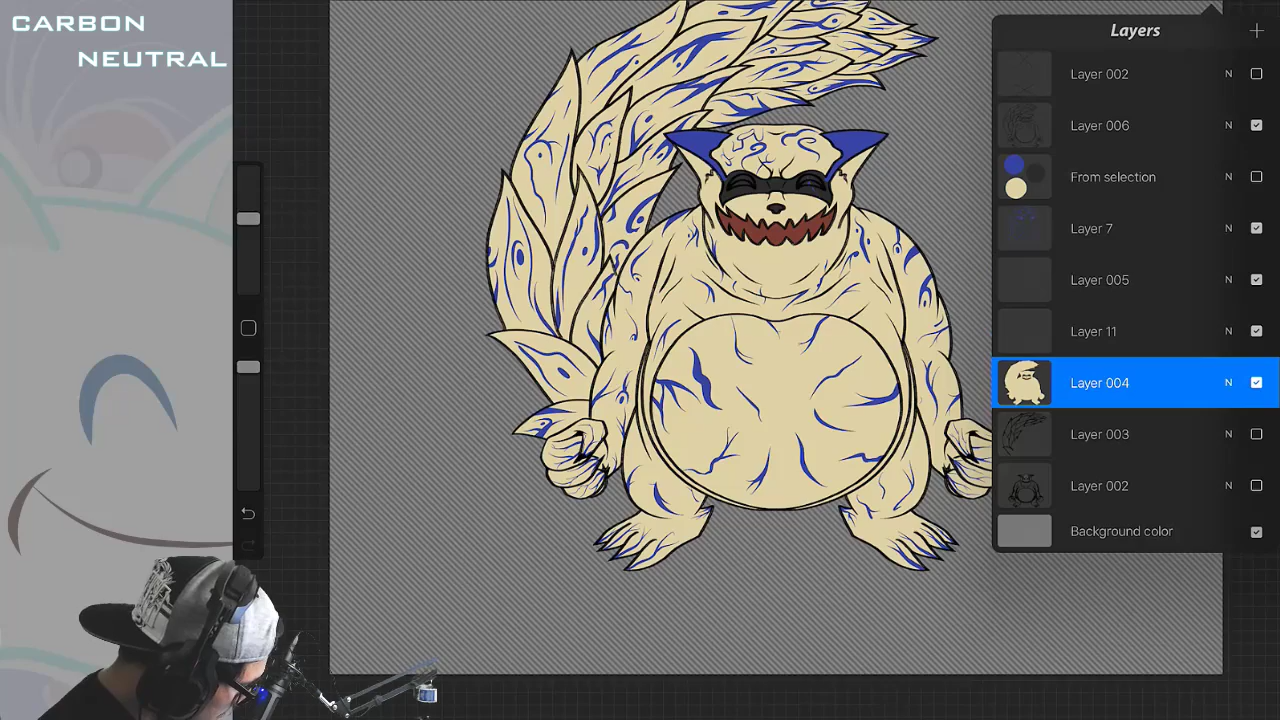 CARBON
NEUTRAL
Layers
Layer 002 N
Layer 006 N
From selection N
Layer 7 N
Layer 005 N
Layer 11 N
Layer 004 N
Layer 003 N
Layer 002 N
Background color